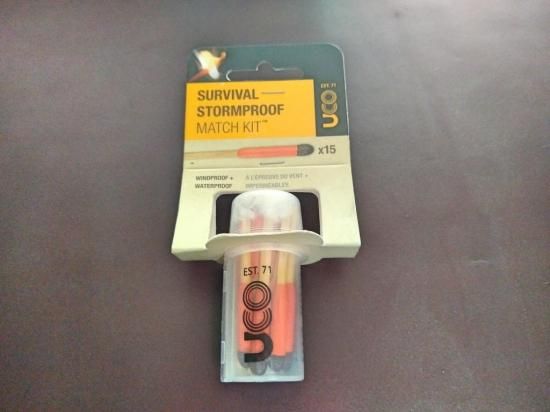 SURVIVAL
STORMPROOF
MATCH KIT™
EST. 71
UCO
x15
WINDPROOF +
WATERPROOF
À L'ÉPREUVE DU VENT +
IMPERMÉABLES
EST. 71
UCO